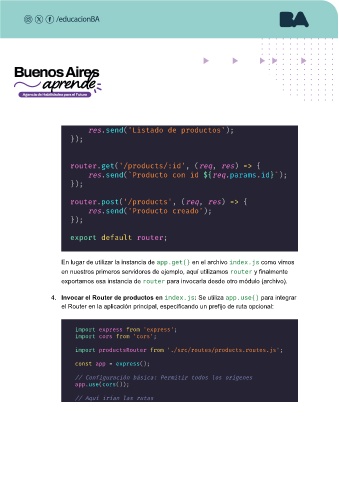 /educacionBA
BA
Buenos Aires
aprende
Agencia de Habilidades para el Futuro
res.send('Listado de productos');
});
router.get('/products/:id', (req, res) => {
res.send(`Producto con id ${req.params.id}`);
});
router.post('/products', (req, res) => {
res.send('Producto creado');
});
export default router;
En lugar de utilizar la instancia de app.get() en el archivo index.js como vimos
en nuestros primeros servidores de ejemplo, aquí utilizamos router y finalmente
exportamos esa instancia de router para invocarla desde otro módulo (archivo).
4. Invocar el Router de productos en index.js: Se utiliza app.use() para integrar
el Router en la aplicación principal, especificando un prefijo de ruta opcional:
import express from 'express';
import cors from 'cors';
import productsRouter from './src/routes/products.routes.js';
const app = express();
// Configuración básica: Permitir todos los orígenes
app.use(cors());
// Aquí irían las rutas